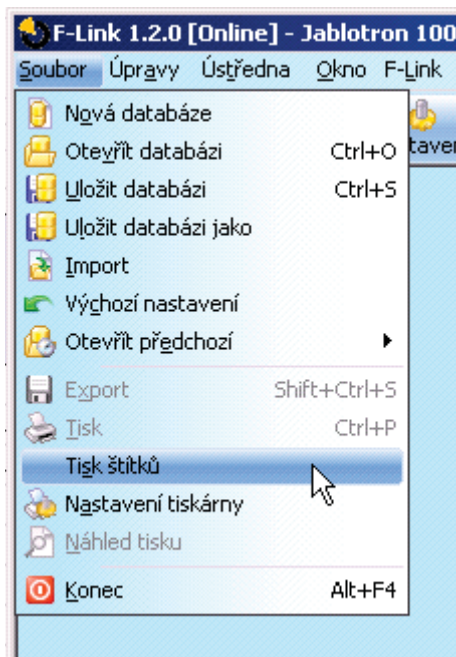 F-Link 1.2.0 [Online] - Jablotron 100
Soubor Úpravy Ústředna Okno F-Link
Nová databáze
Otevřít databázi Ctrl+O
Uložit databázi Ctrl+S
Uložit databázi jako
Import
Výchozí nastavení
Otevřít předchozí
Export Shift+Ctrl+S
Tisk Ctrl+P
Tisk štítků
Nastavení tiskárny
Náhled tisku
Konec Alt+F4